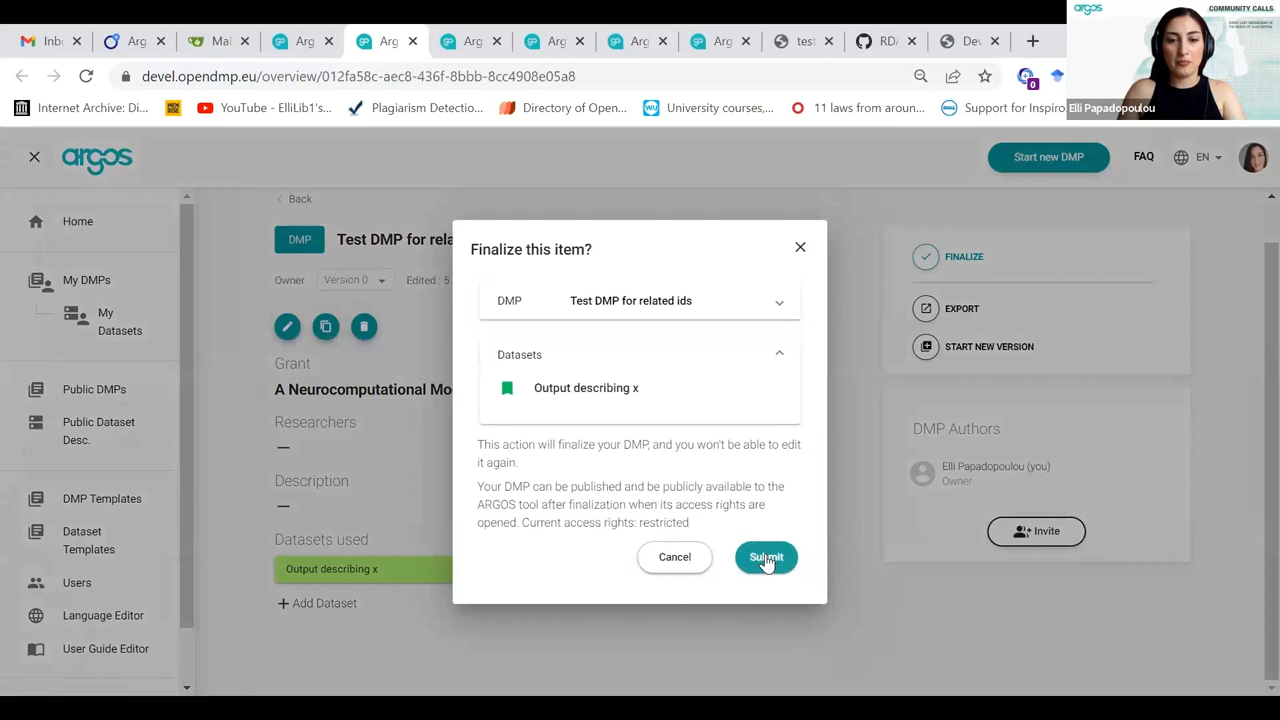 argos
COMMUNITY CALLS
Inb
Arg
Mal
Arg
Arg
Arg
Arg
Arg
test
RDA
Dev
devel.opendmp.eu/overview/012fa58c-aec8-436f-8bbb-8cc4908e05a8
0
Internet Archive: Di...
YouTube - ElliLib1's...
Plagiarism Detectio...
Directory of Open...
University courses,...
11 laws from aroun...
Support for Inspiro
Elli Papadopoulou
argos
Start new DMP
FAQ
EN
Home
My DMPs
My
Datasets
Public DMPs
Public Dataset
Desc.
DMP Templates
Dataset
Templates
Users
Language Editor
User Guide Editor
Back
DMP
Test DMP for rela
Owner
Version 0
Edited : 5
Grant
A Neurocomputational Mo
Researchers
—
Description
—
Datasets used
Output describing x
Add Dataset
Finalize this item?
DMP
Test DMP for related ids
Datasets
Output describing x
This action will finalize your DMP, and you won't be able to edit
it again.
Your DMP can be published and be publicly available to the
ARGOS tool after finalization when its access rights are
opened. Current access rights: restricted
Cancel
Submit
FINALIZE
EXPORT
START NEW VERSION
DMP Authors
Elli Papadopoulou (you)
Owner
Invite